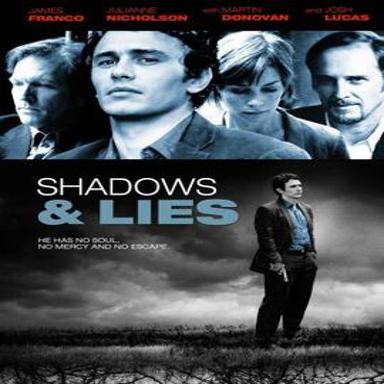 JAMES FRANCO
JULIANNE NICHOLSON
WITH MARTIN DONOVAN
AND JOSH LUCAS
SHADOWS
& LIES
HE HAS NO SOUL.
NO MERCY AND NO ESCAPE.